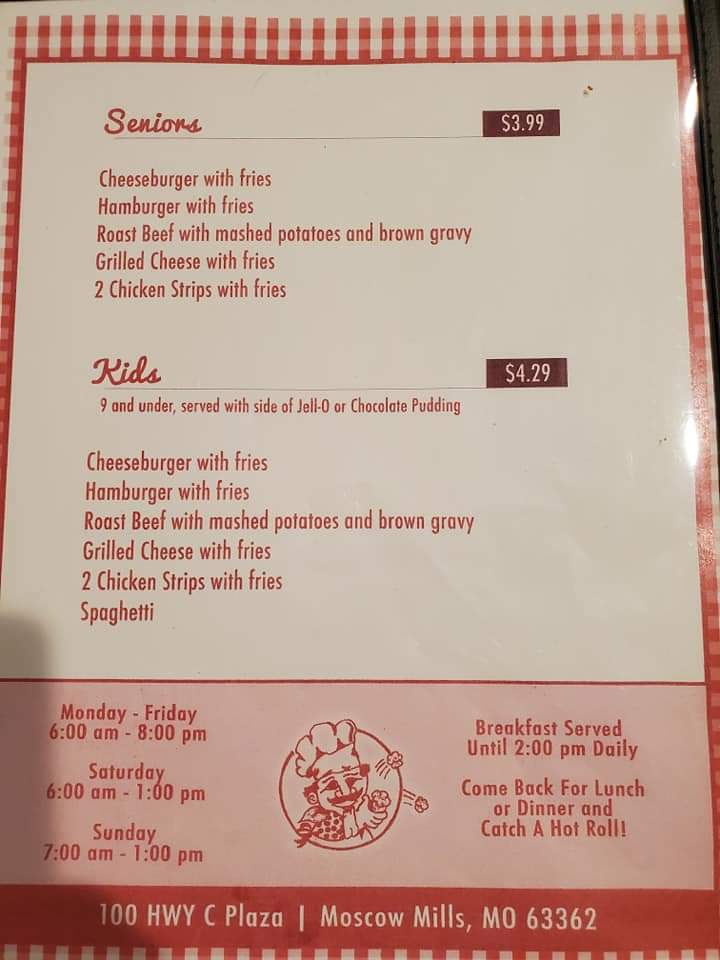 Seniors $3.99
Cheeseburger with fries
Hamburger with fries
Roast Beef with mashed potatoes and brown gravy
Grilled Cheese with fries
2 Chicken Strips with fries
Kids $4.29
9 and under, served with side of Jell-O or Chocolate Pudding
Cheeseburger with fries
Hamburger with fries
Roast Beef with mashed potatoes and brown gravy
Grilled Cheese with fries
2 Chicken Strips with fries
Spaghetti
Monday - Friday
6:00 am - 8:00 pm
Saturday
6:00 am - 1:00 pm
Sunday
7:00 am - 1:00 pm
Breakfast Served
Until 2:00 pm Daily
Come Back For Lunch
or Dinner and
Catch A Hot Roll!
100 HWY C Plaza | Moscow Mills, MO 63362